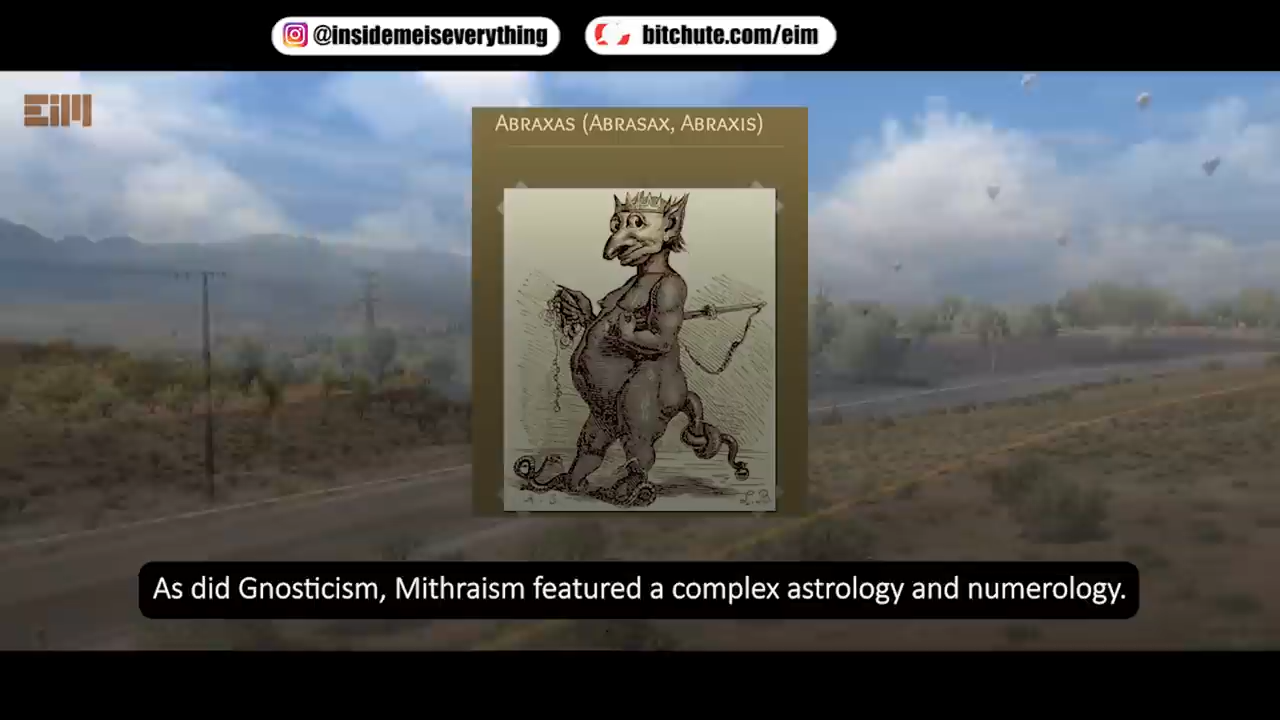 @insidemeiseverything
bitchute.com/eim
EIM
ABRAXAS (ABRASAX, ABRAXIS)
L.B
As did Gnosticism, Mithraism featured a complex astrology and numerology.